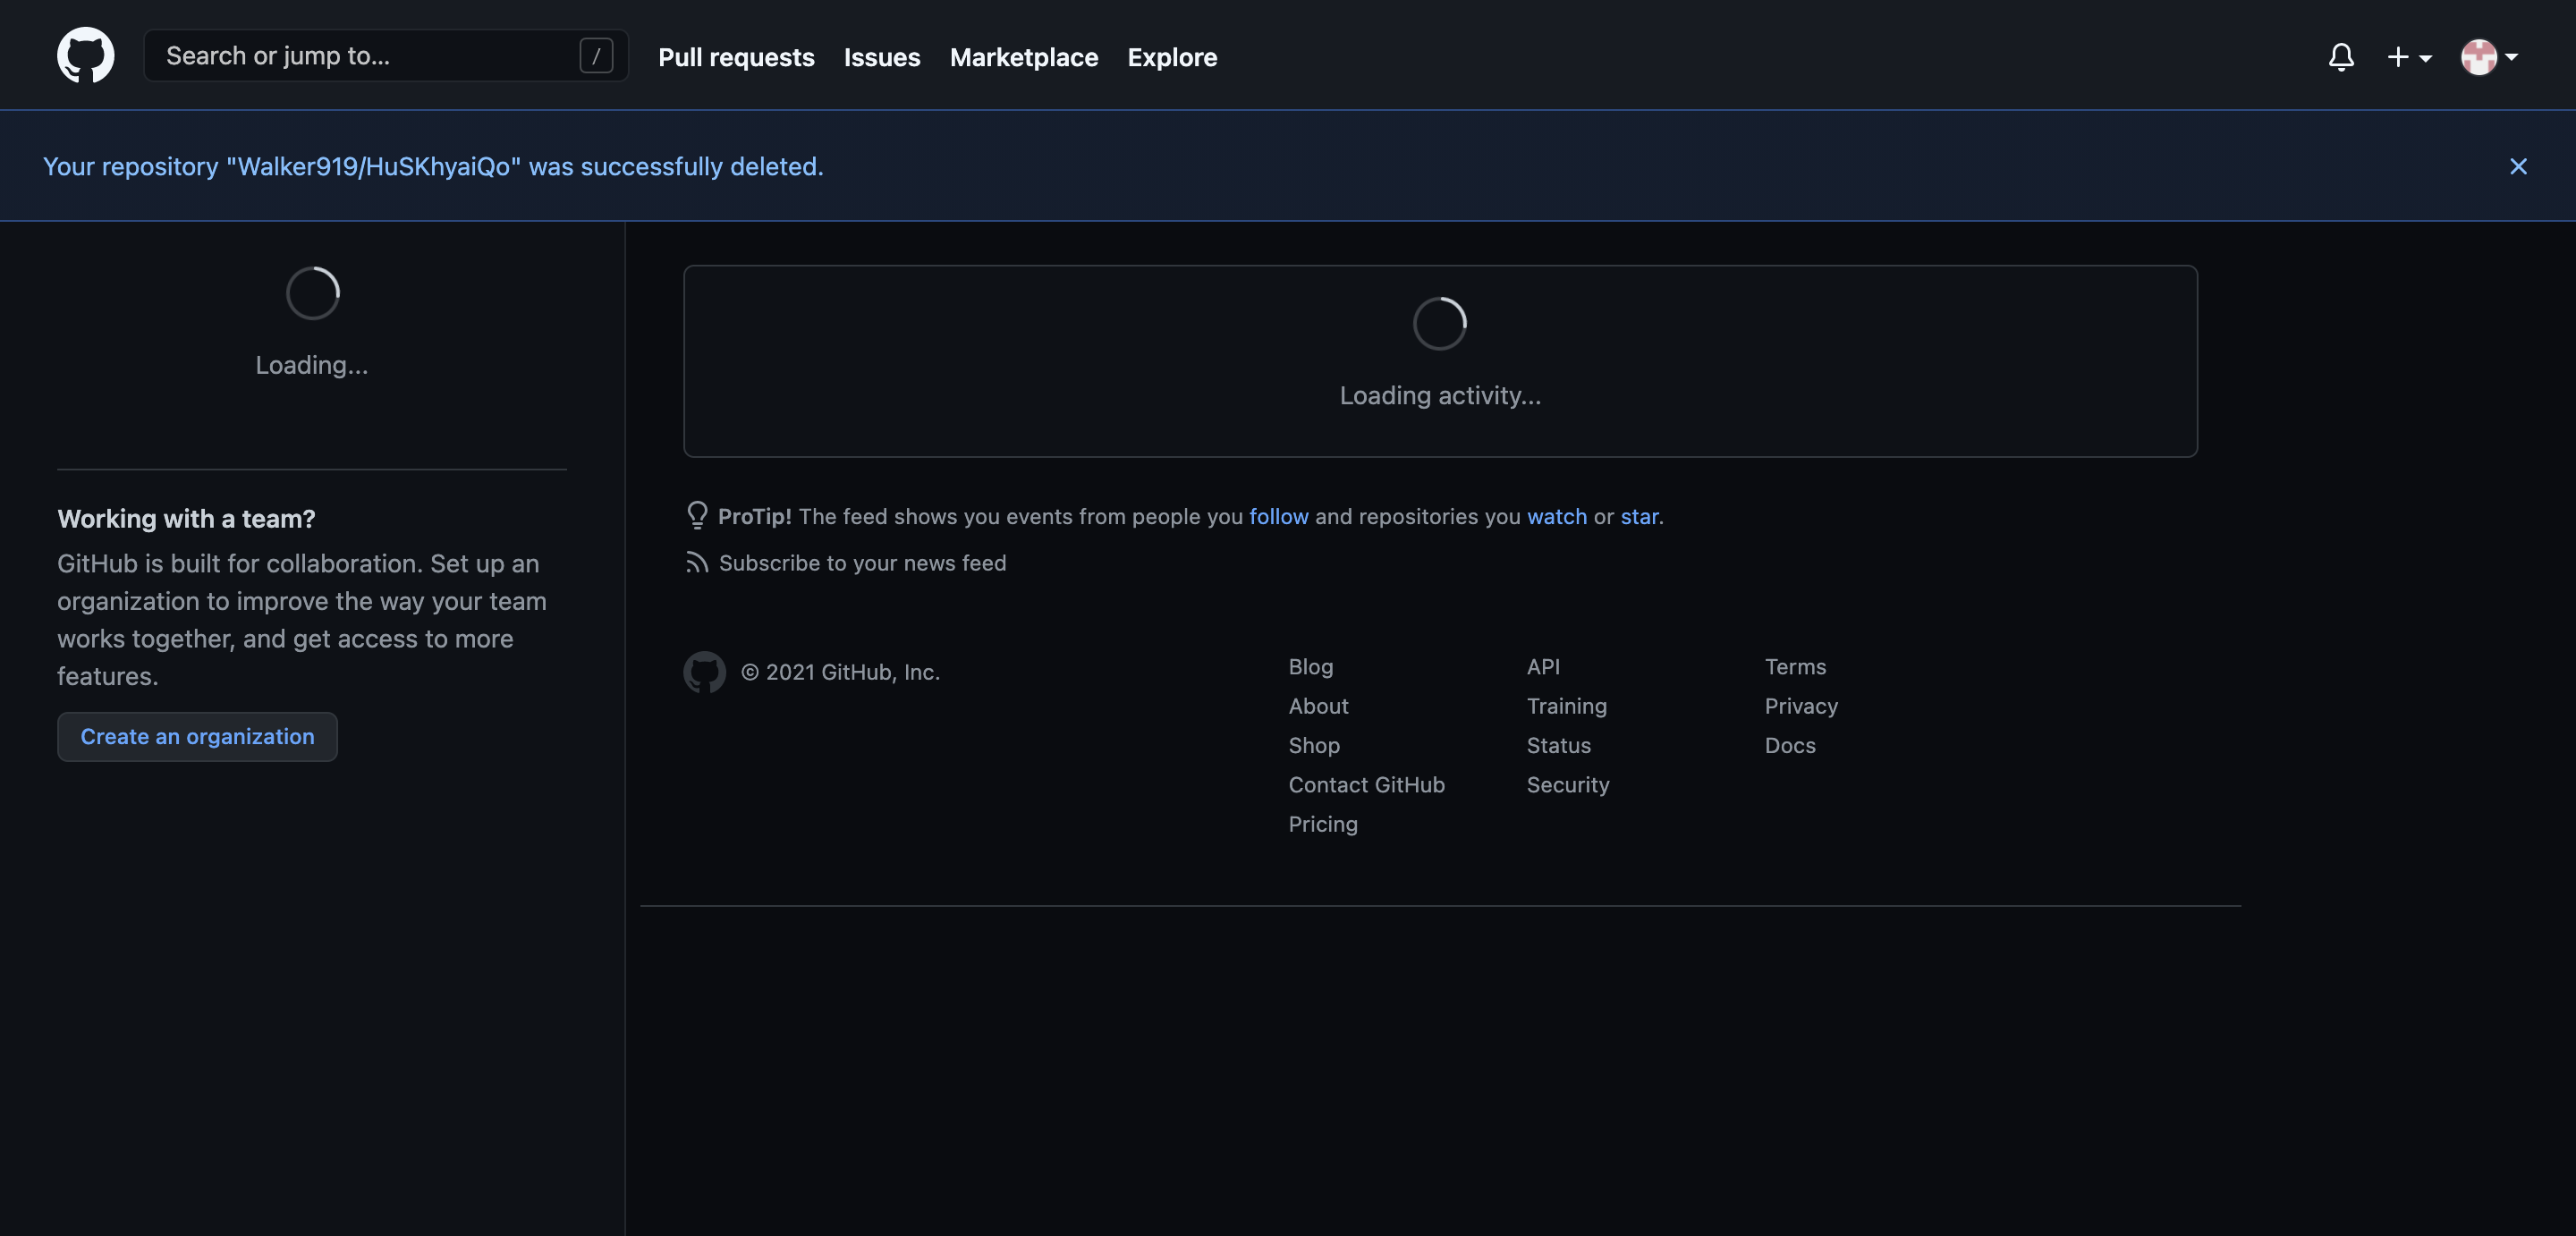 Search or jump to...
/
Pull requests
Issues
Marketplace
Explore
Your repository "Walker919/HuSKhyaiQo" was successfully deleted.
Loading...
Working with a team?
GitHub is built for collaboration. Set up an
organization to improve the way your team
works together, and get access to more
features.
Create an organization
Loading activity...
ProTip! The feed shows you events from people you follow and repositories you watch or star.
Subscribe to your news feed
© 2021 GitHub, Inc.
Blog
About
Shop
Contact GitHub
Pricing
API
Training
Status
Security
Terms
Privacy
Docs